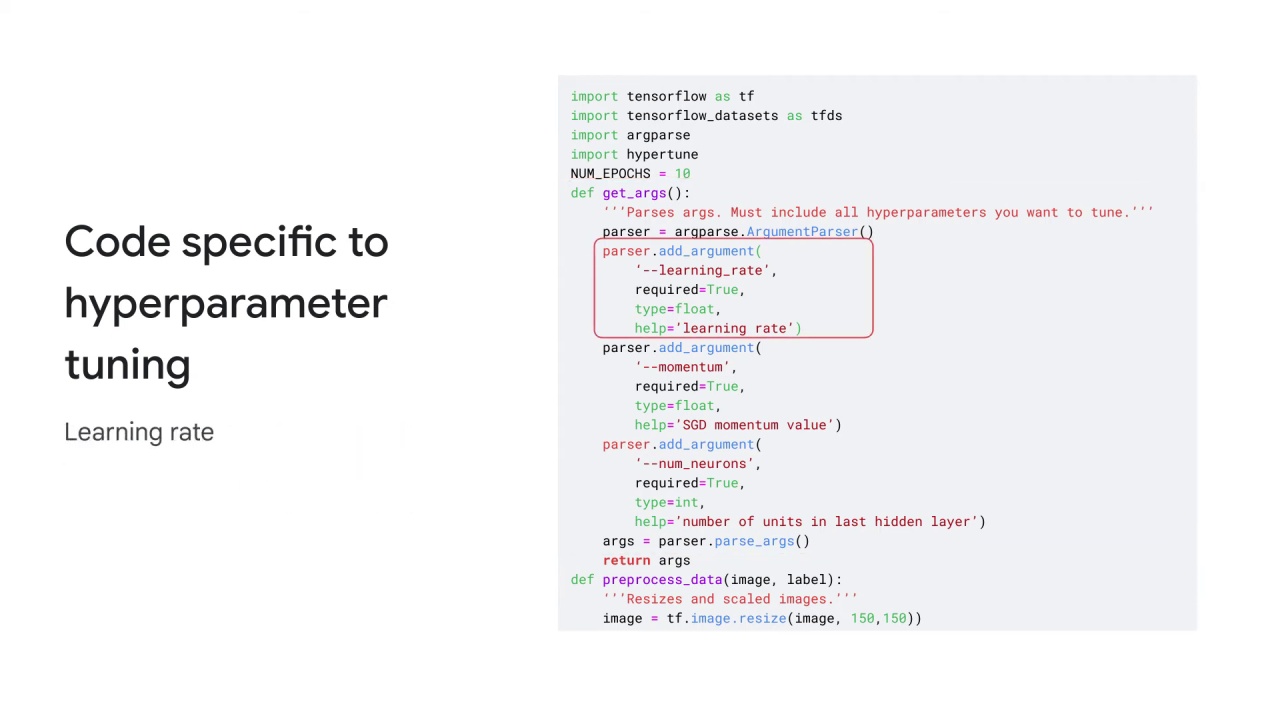 Code specific to
hyperparameter
tuning
Learning rate
import tensorflow as tf
import tensorflow_datasets as tfds
import argparse
import hypertune
NUM_EPOCHS = 10
def get_args():
    ’’’Parses args. Must include all hyperparameters you want to tune.’’’
    parser = argparse.ArgumentParser()
    parser.add_argument(
        ‘--learning_rate’,
        required=True,
        type=float,
        help=’learning rate’)
    parser.add_argument(
        ‘--momentum’,
        required=True,
        type=float,
        help=’SGD momentum value’)
    parser.add_argument(
        ‘--num_neurons’,
        required=True,
        type=int,
        help=’number of units in last hidden layer’)
    args = parser.parse_args()
    return args
def preprocess_data(image, label):
    ’’’Resizes and scaled images.’’’
    image = tf.image.resize(image, 150,150))